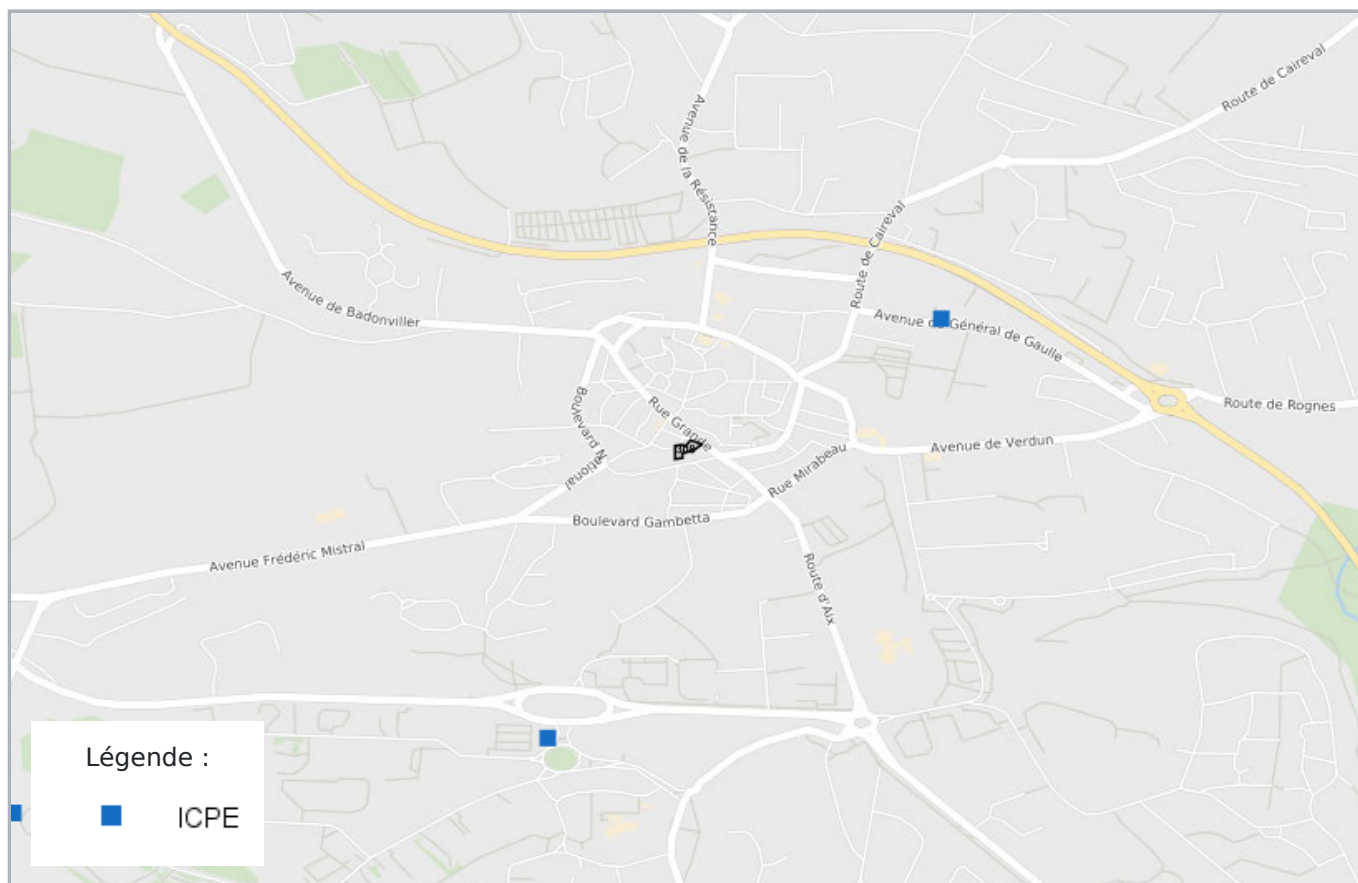 Route de Caireval
Avenue de la Résistance
Route de Caireval
Avenue de Badonviller
Avenue du Général de Gaulle
Route de Rognes
Boulevard National
Rue Grande
Avenue de Verdun
Rue Mirabeau
Boulevard Gambetta
Avenue Frédéric Mistral
Route d'Aix
Légende :
ICPE